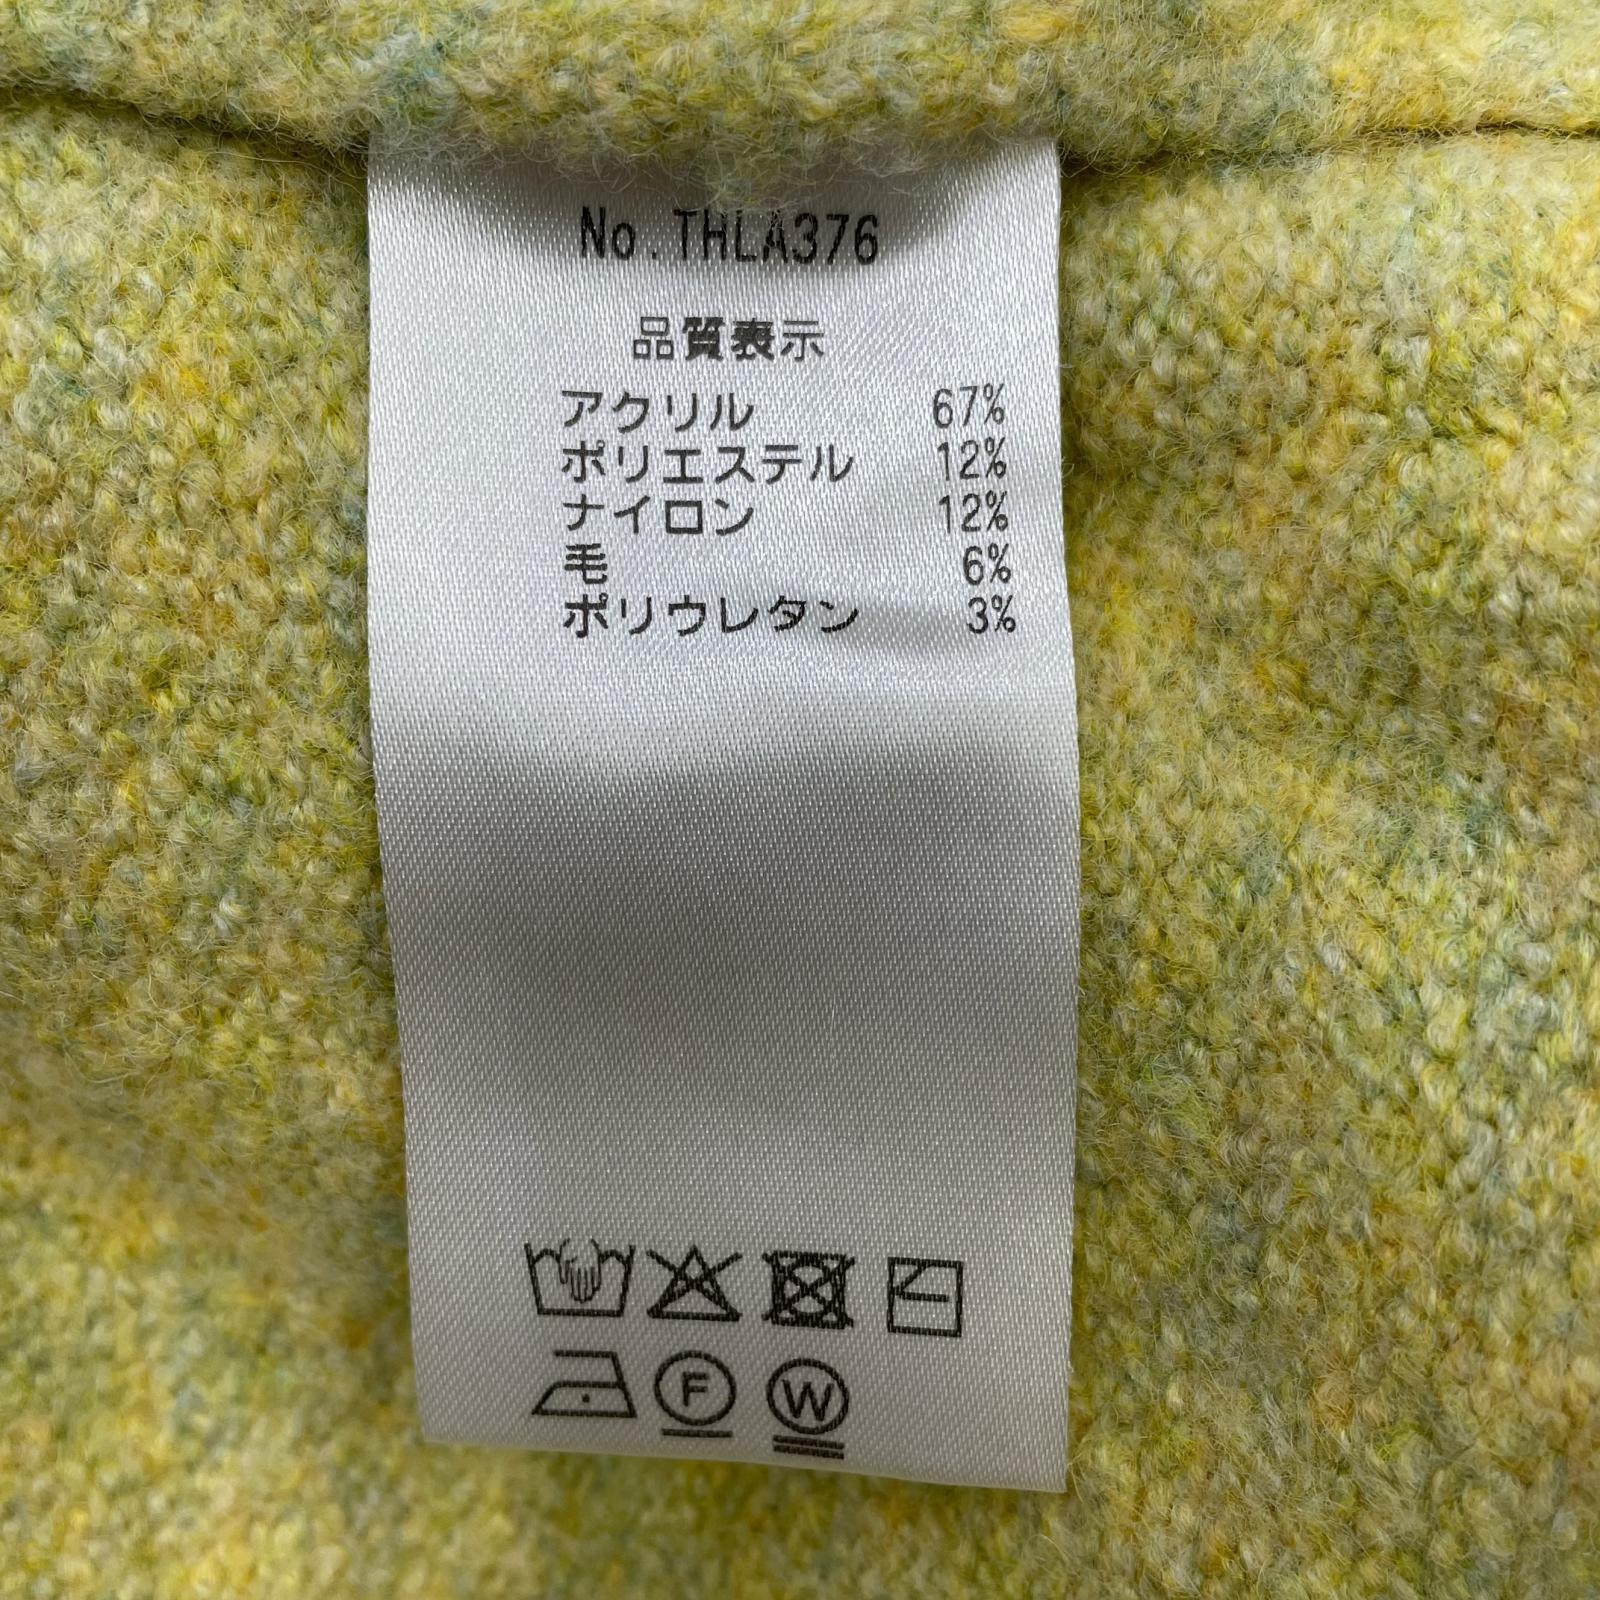 No.THLA376
品質表示
アクリル 67%
ポリエステル 12%
ナイロン 12%
毛 6%
ポリウレタン 3%
F W